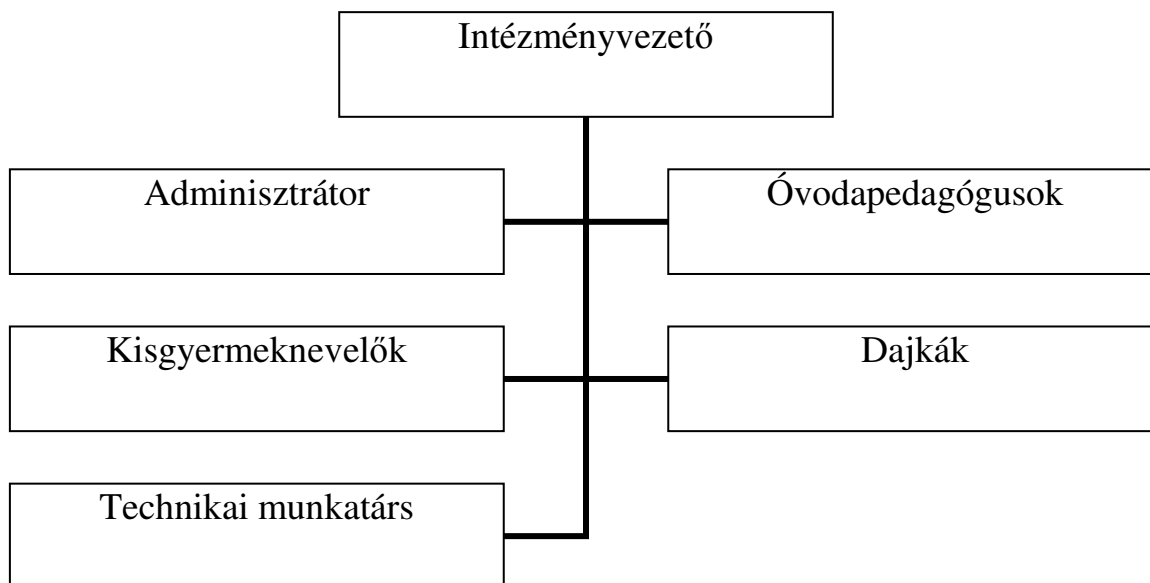 Intézményvezető
Adminisztrátor
Óvodapedagógusok
Kisgyermeknevelők
Dajkák
Technikai munkatárs